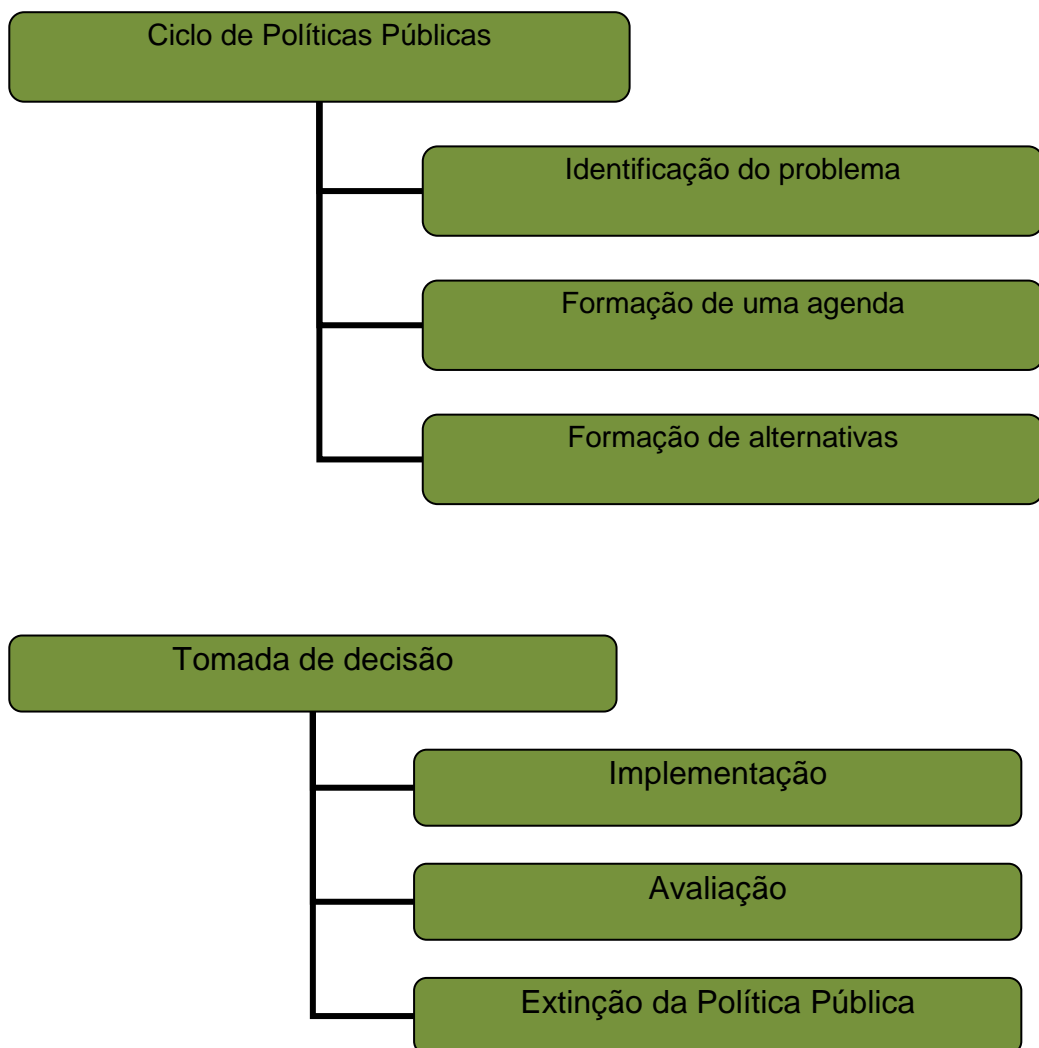 Ciclo de Políticas Públicas
Identificação do problema
Formação de uma agenda
Formação de alternativas
Tomada de decisão
Implementação
Avaliação
Extinção da Política Pública